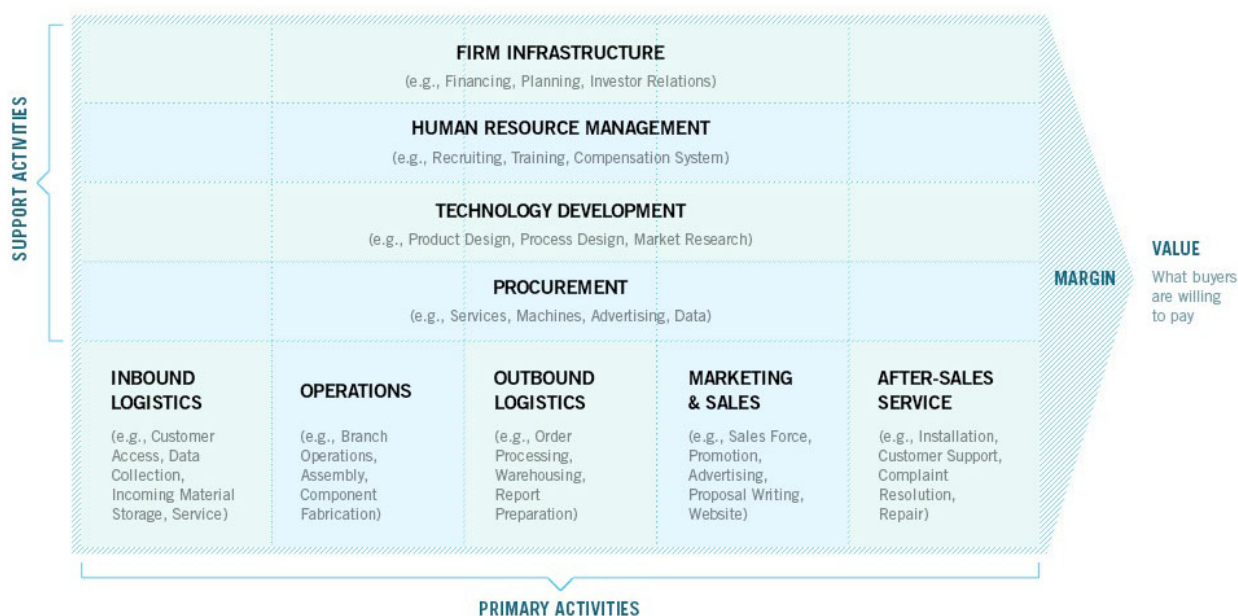 SUPPORT ACTIVITIES
FIRM INFRASTRUCTURE
(e.g., Financing, Planning, Investor Relations)
HUMAN RESOURCE MANAGEMENT
(e.g., Recruiting, Training, Compensation System)
TECHNOLOGY DEVELOPMENT
(e.g., Product Design, Process Design, Market Research)
PROCUREMENT
(e.g., Services, Machines, Advertising, Data)
INBOUND
LOGISTICS
(e.g., Customer
Access, Data
Collection,
Incoming Material
Storage, Service)
OPERATIONS
(e.g., Branch
Operations,
Assembly,
Component
Fabrication)
OUTBOUND
LOGISTICS
(e.g., Order
Processing,
Warehousing,
Report
Preparation)
MARKETING
& SALES
(e.g., Sales Force,
Promotion,
Advertising,
Proposal Writing,
Website)
AFTER-SALES
SERVICE
(e.g., Installation,
Customer Support,
Complaint
Resolution,
Repair)
MARGIN
VALUE
What buyers
are willing
to pay
PRIMARY ACTIVITIES